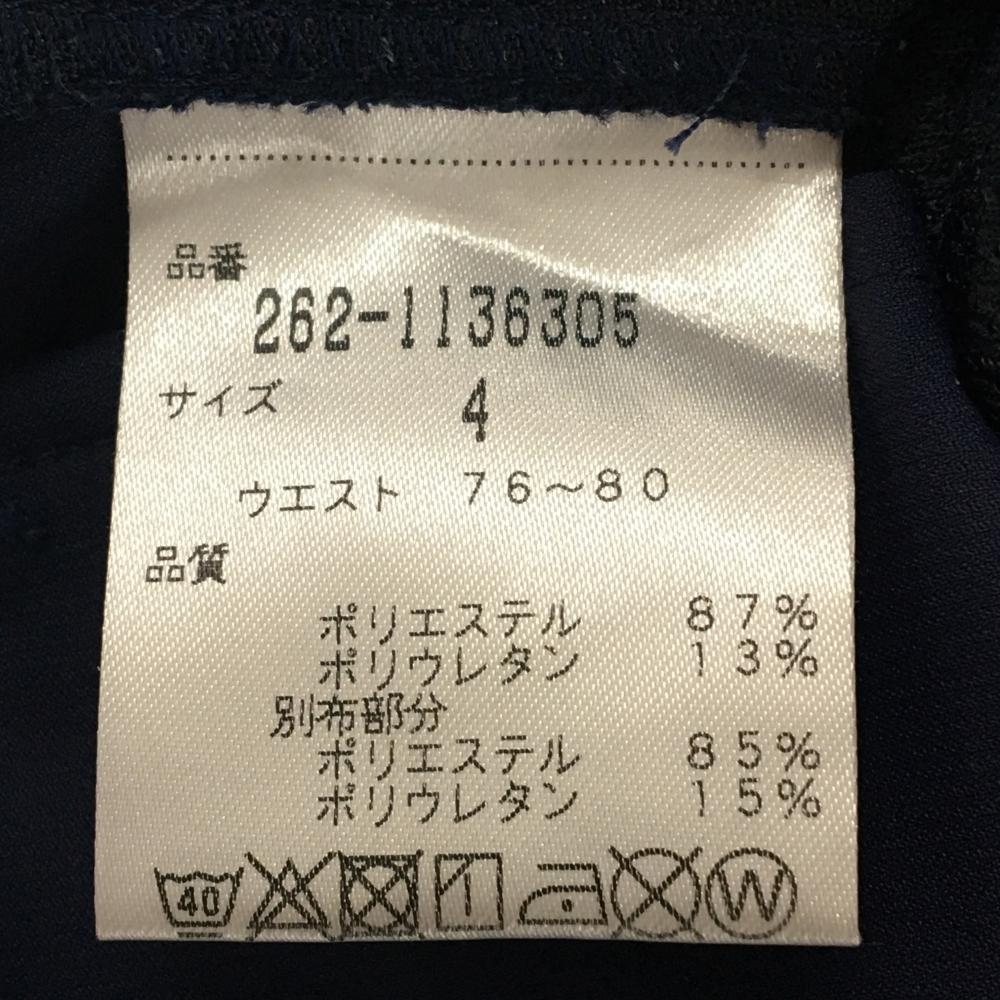 品番
262-1136305
サイズ 4
ウエスト 76~80
品質
ポリエステル 87%
ポリウレタン 13%
別布部分
ポリエステル 85%
ポリウレタン 15%
40 W